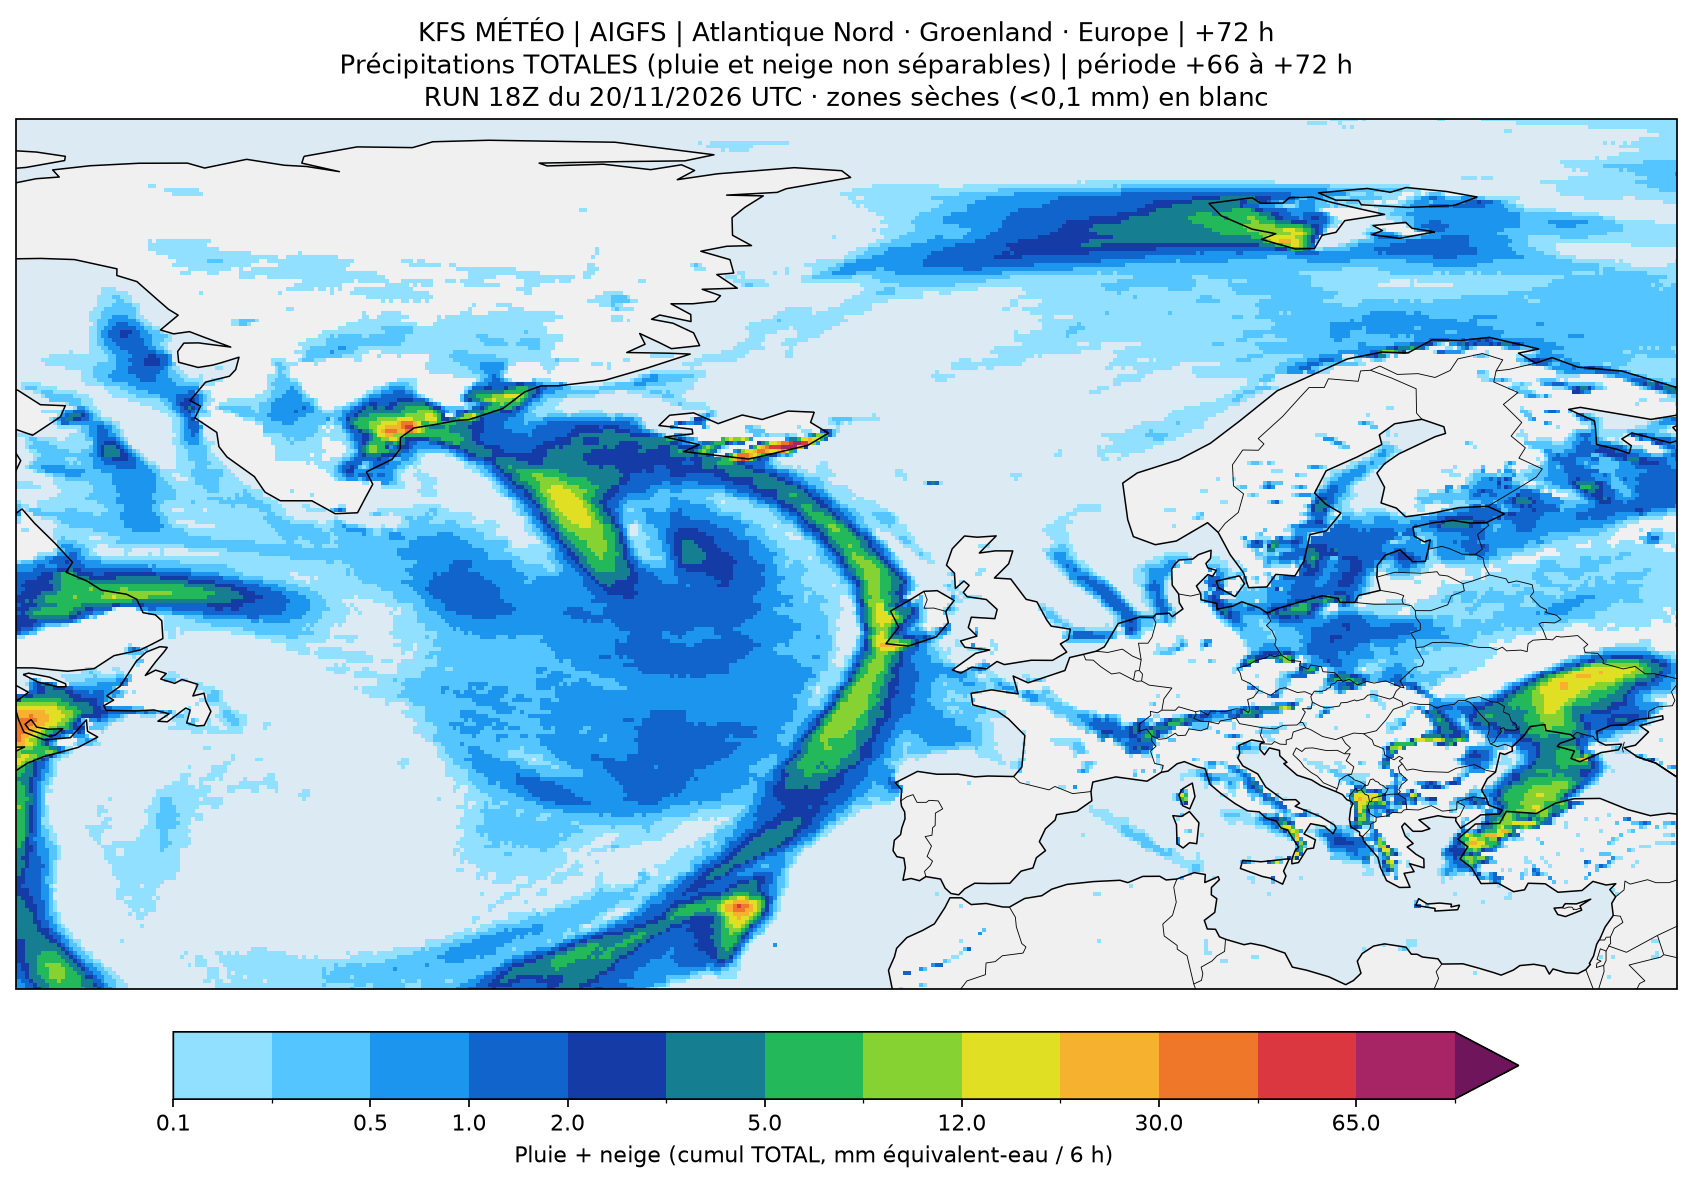 KFS MÉTÉO | AIGFS | Atlantique Nord · Groenland · Europe | +72 h
Précipitations TOTALES (pluie et neige non séparables) | période +66 à +72 h
RUN 18Z du 20/11/2026 UTC · zones sèches (<0,1 mm) en blanc
0.1 0.5 1.0 2.0 5.0 12.0 30.0 65.0
Pluie + neige (cumul TOTAL, mm équivalent-eau / 6 h)